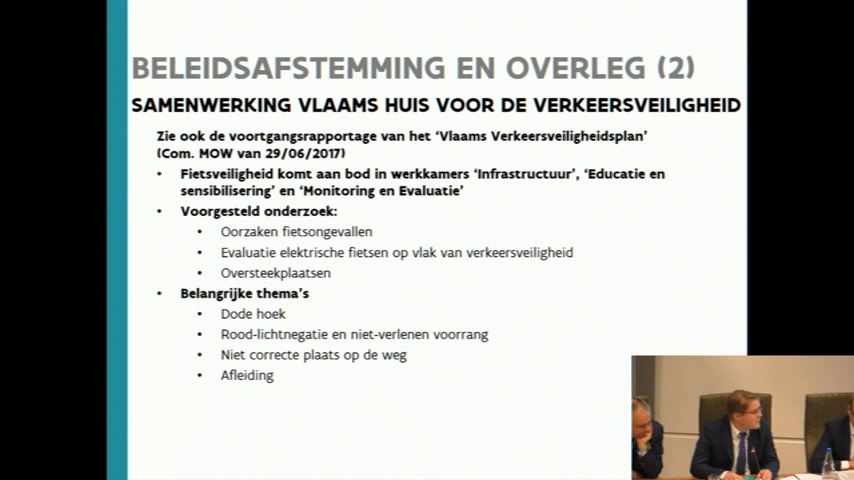 BELEIDSAFSTEMMING EN OVERLEG (2)
SAMENWERKING VLAAMS HUIS VOOR DE VERKEERSVEILIGHEID
Zie ook de voortgangsrapportage van het ‘Vlaams Verkeersveiligheidsplan’
(Com. MOW van 29/06/2017)
• Fietsveiligheid komt aan bod in werkkamers ‘Infrastructuur’, ‘Educatie en
sensibilisering’ en ‘Monitoring en Evaluatie’
• Voorgesteld onderzoek:
• Oorzaken fietsongevallen
• Evaluatie elektrische fietsen op vlak van verkeersveiligheid
• Oversteekplaatsen
• Belangrijke thema’s
• Dode hoek
• Rood-lichtnegatie en niet-verlenen voorrang
• Niet correcte plaats op de weg
• Afleiding